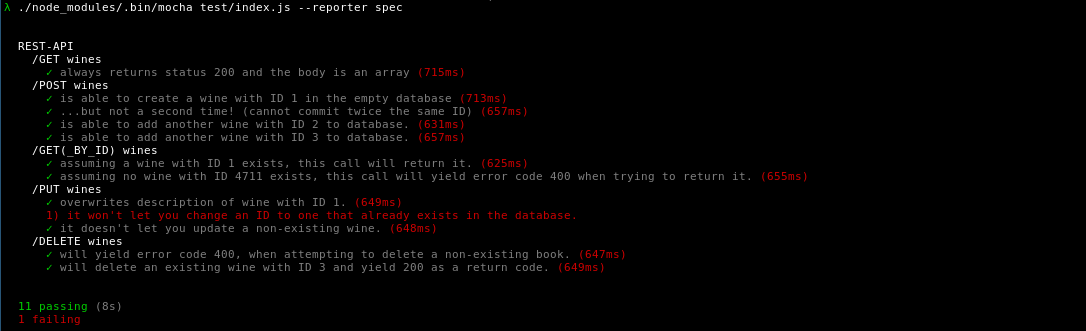 λ ./node_modules/.bin/mocha test/index.js --reporter spec
REST-API
/GET wines
✓ always returns status 200 and the body is an array (715ms)
/POST wines
✓ is able to create a wine with ID 1 in the empty database (713ms)
✓ ...but not a second time! (cannot commit twice the same ID) (657ms)
✓ is able to add another wine with ID 2 to database. (631ms)
✓ is able to add another wine with ID 3 to database. (657ms)
/GET(_BY_ID) wines
✓ assuming a wine with ID 1 exists, this call will return it. (625ms)
✓ assuming no wine with ID 4711 exists, this call will yield error code 400 when trying to return it. (655ms)
/PUT wines
✓ overwrites description of wine with ID 1. (649ms)
1) it won't let you change an ID to one that already exists in the database.
✓ it doesn't let you update a non-existing wine. (648ms)
/DELETE wines
✓ will yield error code 400, when attempting to delete a non-existing book. (647ms)
✓ will delete an existing wine with ID 3 and yield 200 as a return code. (649ms)
11 passing (8s)
1 failing